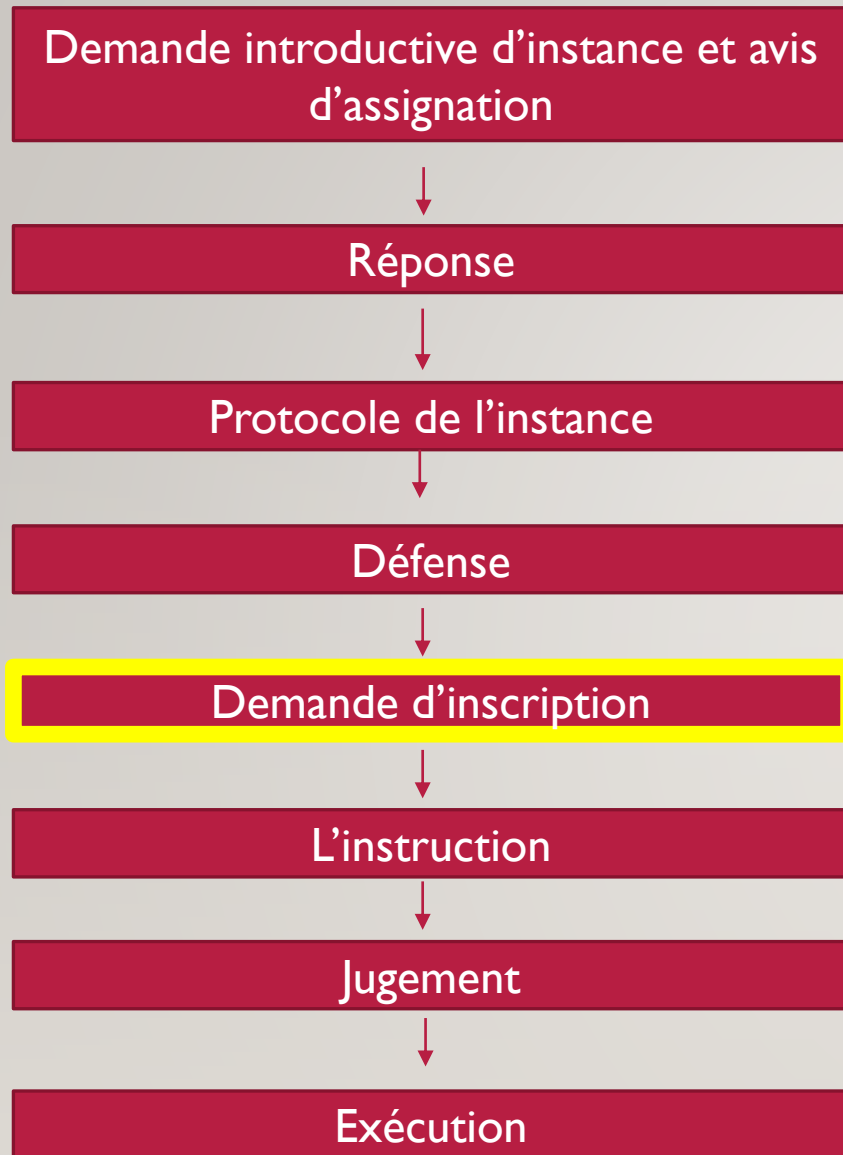 Demande introductive d’instance et avis
d’assignation
Réponse
Protocole de l’instance
Défense
Demande d’inscription
L’instruction
Jugement
Exécution